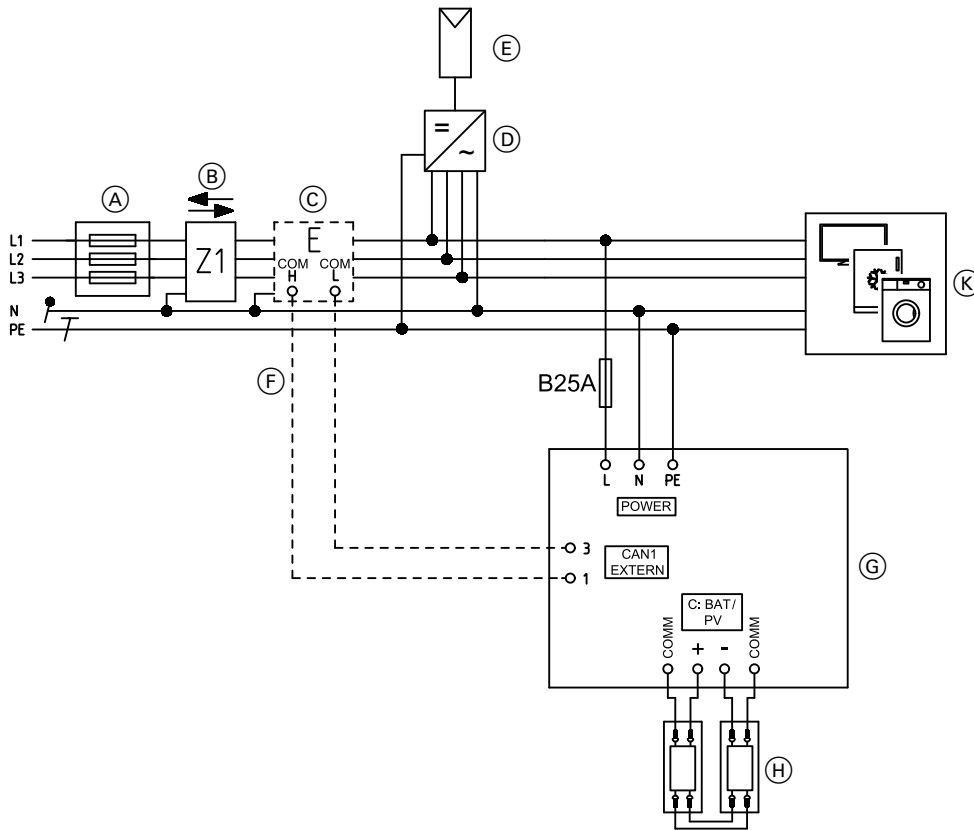 E
D
B
A
C
L1
L2
L3
N
PE
Z1
E
COM
H
COM
L
K
F
B25A
L
N
PE
POWER
3
CAN1
EXTERN
1
G
C: BAT/
PV
COMM
+
-
COMM
H